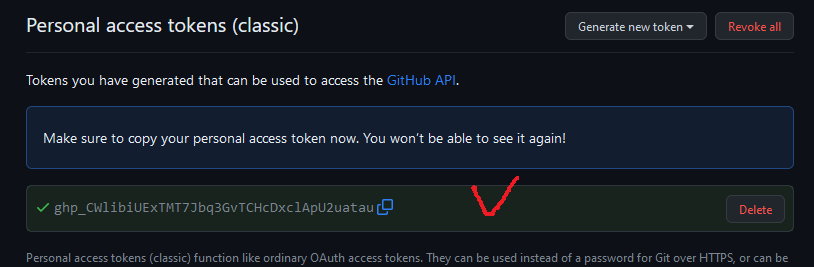 Personal access tokens (classic)
Generate new token
Revoke all
Tokens you have generated that can be used to access the GitHub API.
Make sure to copy your personal access token now. You won’t be able to see it again!
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
Delete
Personal access tokens (classic) function like ordinary OAuth access tokens. They can be used instead of a password for Git over HTTPS, or can be